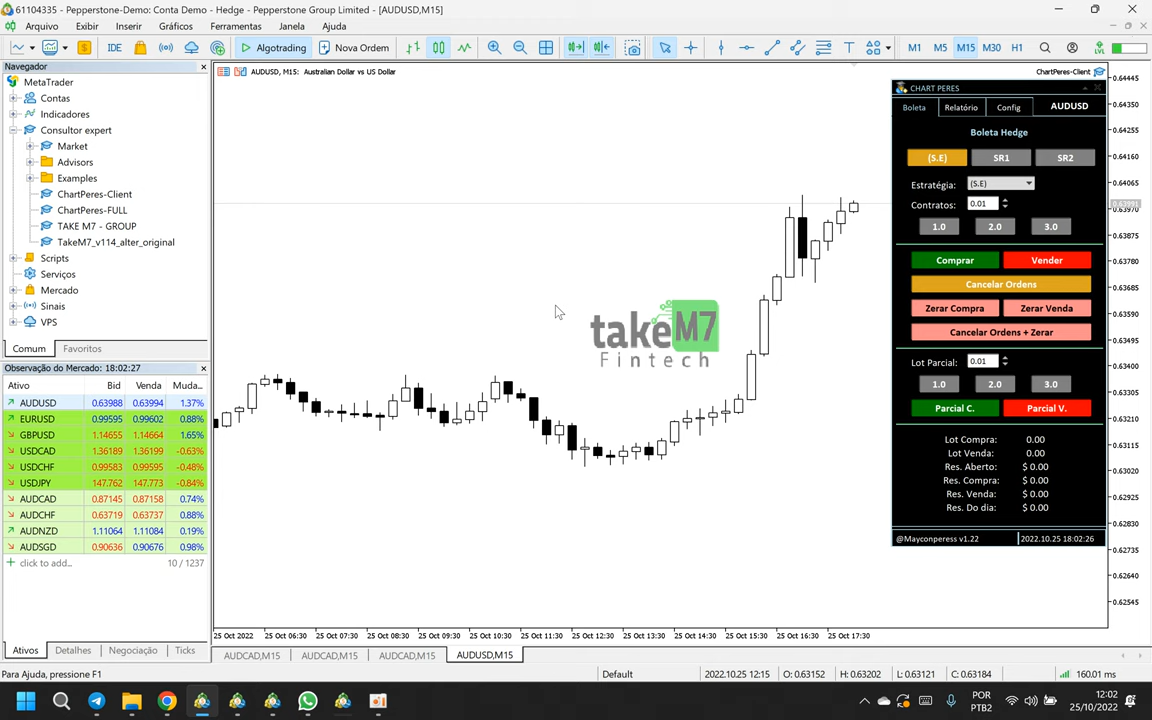 61104335 - Pepperstone-Demo: Conta Demo - Hedge - Pepperstone Group Limited - [AUDUSD,M15]
Arquivo Exibir Inserir Gráficos Ferramentas Janela Ajuda
IDE Algotrading Nova Ordem M1 M5 M15 M30 H1 LVL
Navegador
MetaTrader
Contas
Indicadores
Consultor expert
Market
Advisors
Examples
ChartPeres-Client
ChartPeres-FULL
TAKE M7 - GROUP
TakeM7_v114_alter_original
Scripts
Serviços
Mercado
Sinais
VPS
Comum Favoritos
Observação do Mercado: 18:02:27
Ativo Bid Venda Muda...
AUDUSD 0.63988 0.63994 1.37%
EURUSD 0.99595 0.99602 0.88%
GBPUSD 1.14655 1.14664 1.65%
USDCAD 1.36189 1.36199 -0.63%
USDCHF 0.99583 0.99595 -0.48%
USDJPY 147.762 147.773 -0.84%
AUDCAD 0.87145 0.87158 0.74%
AUDCHF 0.63719 0.63737 0.88%
AUDNZD 1.11064 1.11084 0.19%
AUDSGD 0.90636 0.90676 0.98%
click to add... 10 / 1237
Ativos Detalhes Negociação Ticks
AUDUSD, M15: Australian Dollar vs US Dollar
ChartPeres-Client
takeM7
Fintech
CHART PERES
Boleta Relatório Config AUDUSD
Boleta Hedge
(S.E) SR1 SR2
Estratégia: (S.E)
Contratos: 0.01
1.0 2.0 3.0
Comprar Vender
Cancelar Ordens
Zerar Compra Zerar Venda
Cancelar Ordens + Zerar
Lot Parcial: 0.01
1.0 2.0 3.0
Parcial C. Parcial V.
Lot Compra: 0.00
Lot Venda: 0.00
Res. Aberto: $ 0.00
Res. Compra: $ 0.00
Res. Venda: $ 0.00
Res. Do dia: $ 0.00
@Mayconperess v1.22 2022.10.25 18:02:26
0.64445
0.64350
0.64255
0.64160
0.64065
0.63991
0.63970
0.63875
0.63780
0.63685
0.63590
0.63495
0.63400
0.63305
0.63210
0.63115
0.63020
0.62925
0.62830
0.62735
0.62640
0.62545
25 Oct 2022 25 Oct 06:30 25 Oct 07:30 25 Oct 08:30 25 Oct 09:30 25 Oct 10:30 25 Oct 11:30 25 Oct 12:30 25 Oct 13:30 25 Oct 14:30 25 Oct 15:30 25 Oct 16:30 25 Oct 17:30
AUDCAD,M15 AUDCAD,M15 AUDCAD,M15 AUDUSD,M15
Para Ajuda, pressione F1 Default 2022.10.25 12:15 O: 0.63152 H: 0.63202 L: 0.63121 C: 0.63184 160.01 ms
POR
PTB2
12:02
25/10/2022